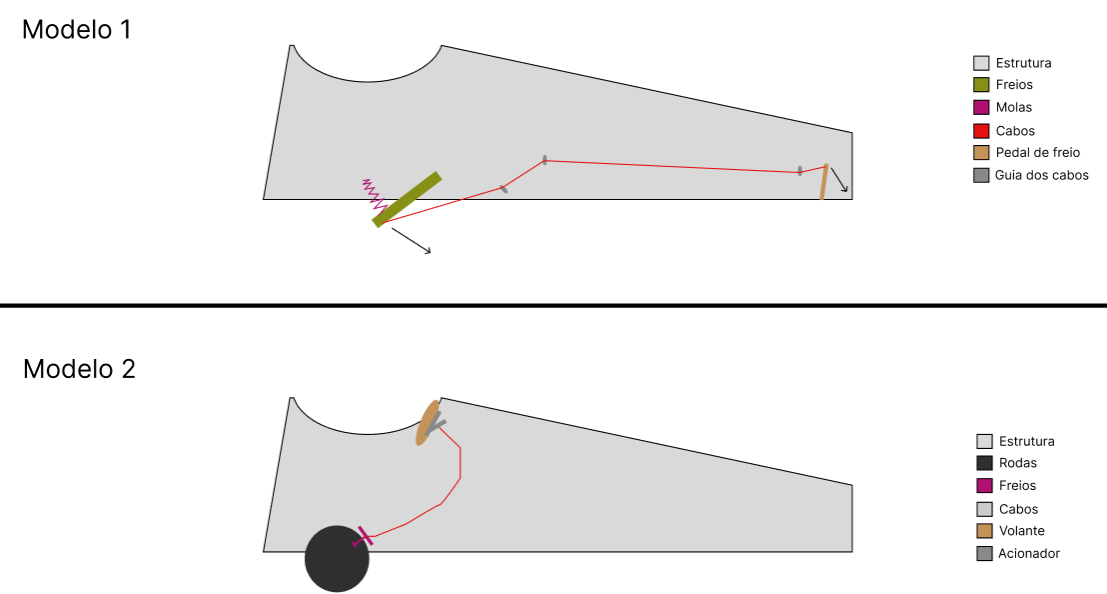 Modelo 1
Estrutura
Freios
Molas
Cabos
Pedal de freio
Guia dos cabos
Modelo 2
Estrutura
Rodas
Freios
Cabos
Volante
Acionador